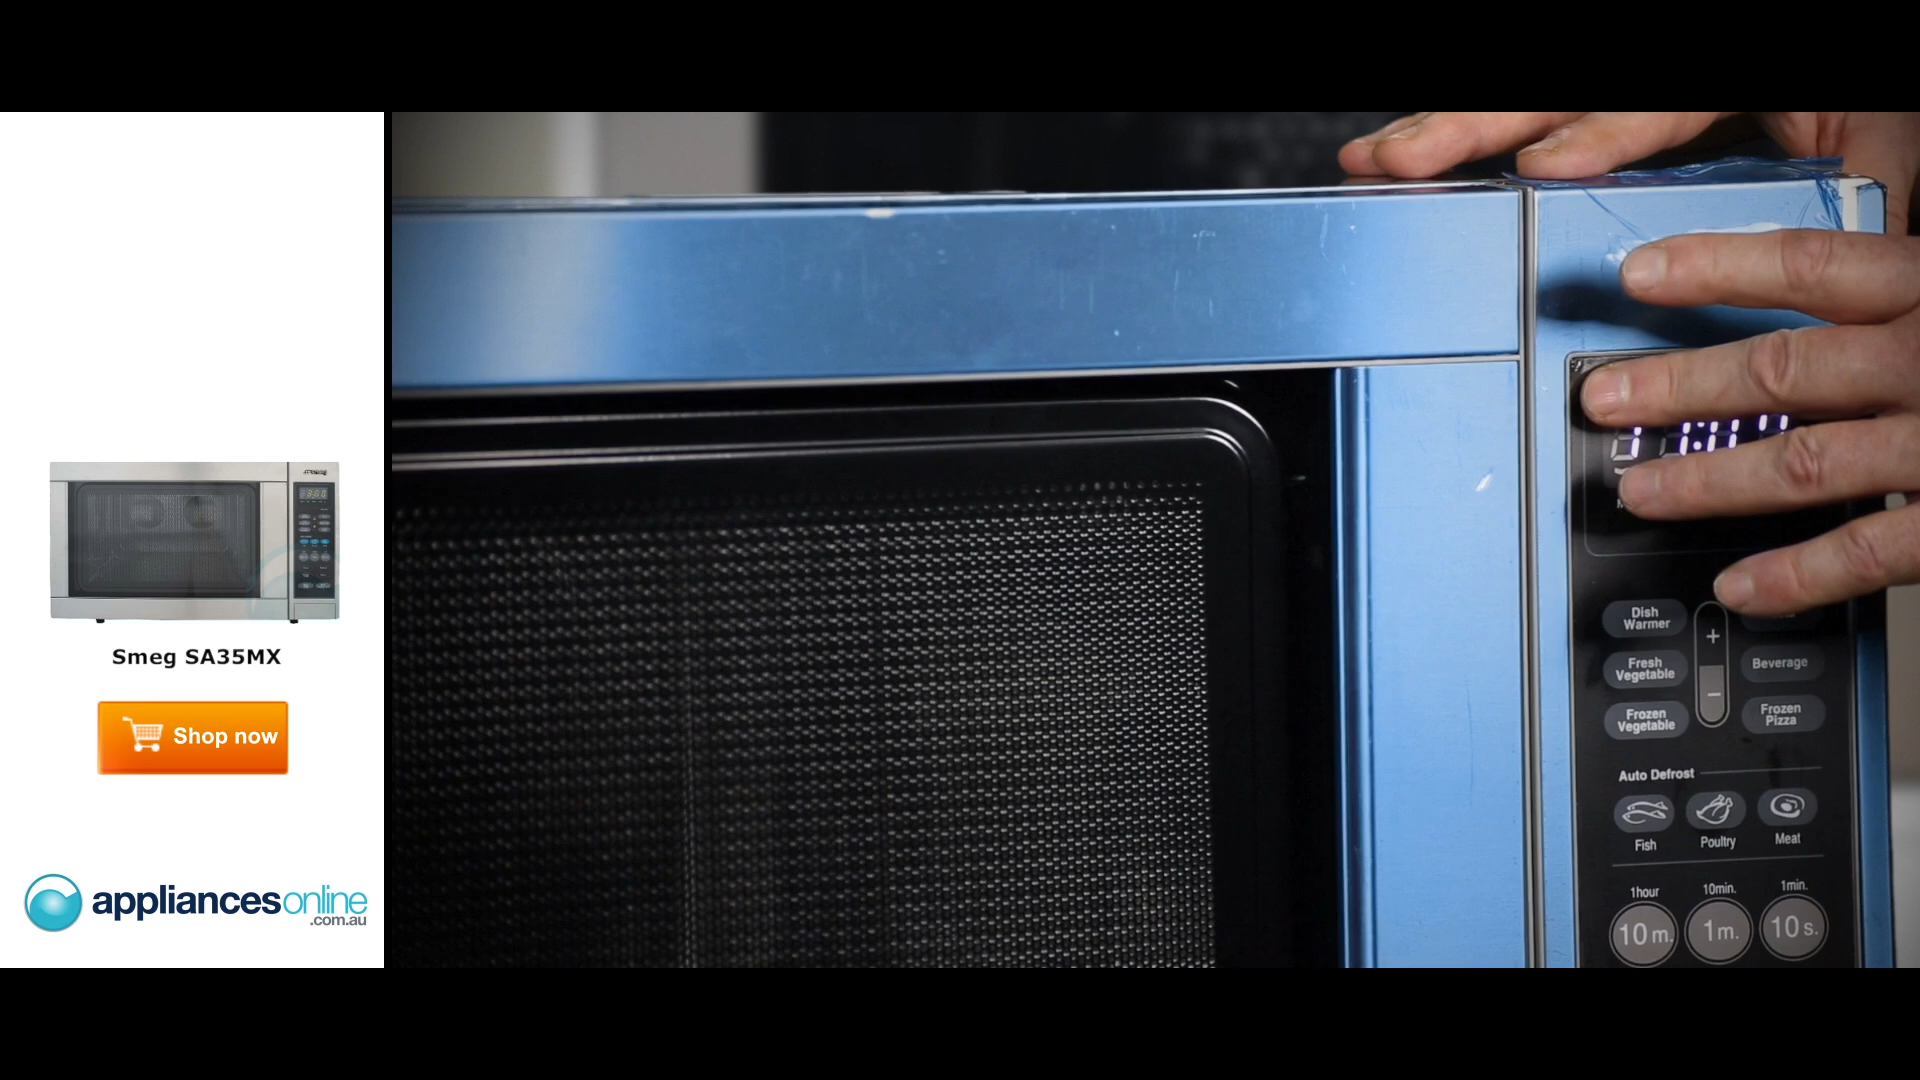 Smeg SA35MX
Shop now
appliancesonline
.com.au
Dish
Warmer
+
Fresh
Vegetable
Beverage
−
Frozen
Vegetable
Frozen
Pizza
Auto Defrost
Fish
Poultry
Meat
1hour
10min.
1min.
10 m.
1 m.
10 s.